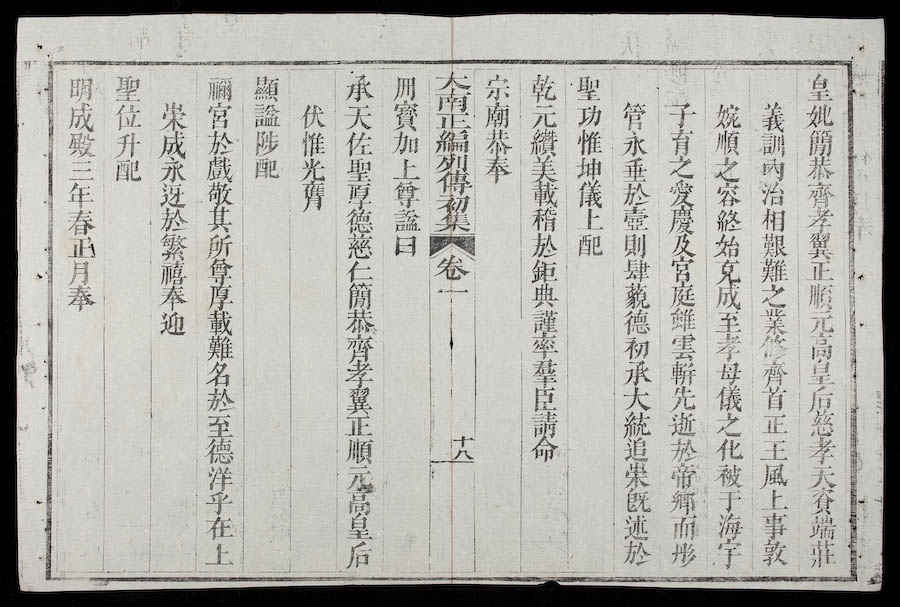 皇妣簡恭齊孝翼正順元高皇后慈孝天賚端莊
義訓內治相艱難之業修齊首正王風上事敦
婉順之容終始克成至孝母儀之化被于海宇
子育之愛慶及宮庭雖雲軿先逝於帝鄉而彤
管永垂於壼則肆藐德初承大統追崇旣述於
聖功惟坤儀上配
乾元纘美載稽於鉅典謹率羣臣請命
宗廟恭奉
冊寶加上尊諡曰
大南正編列傳初集 卷一 十八
承天佐聖厚德慈仁簡恭齊孝翼正順元高皇后
伏惟光膺
顯諡陟配
禰宮於戲敬其所尊厚載難名於至德洋乎在上
崇成永迓於繁禧奉迎
聖位升配
明成殿三年春正月奉